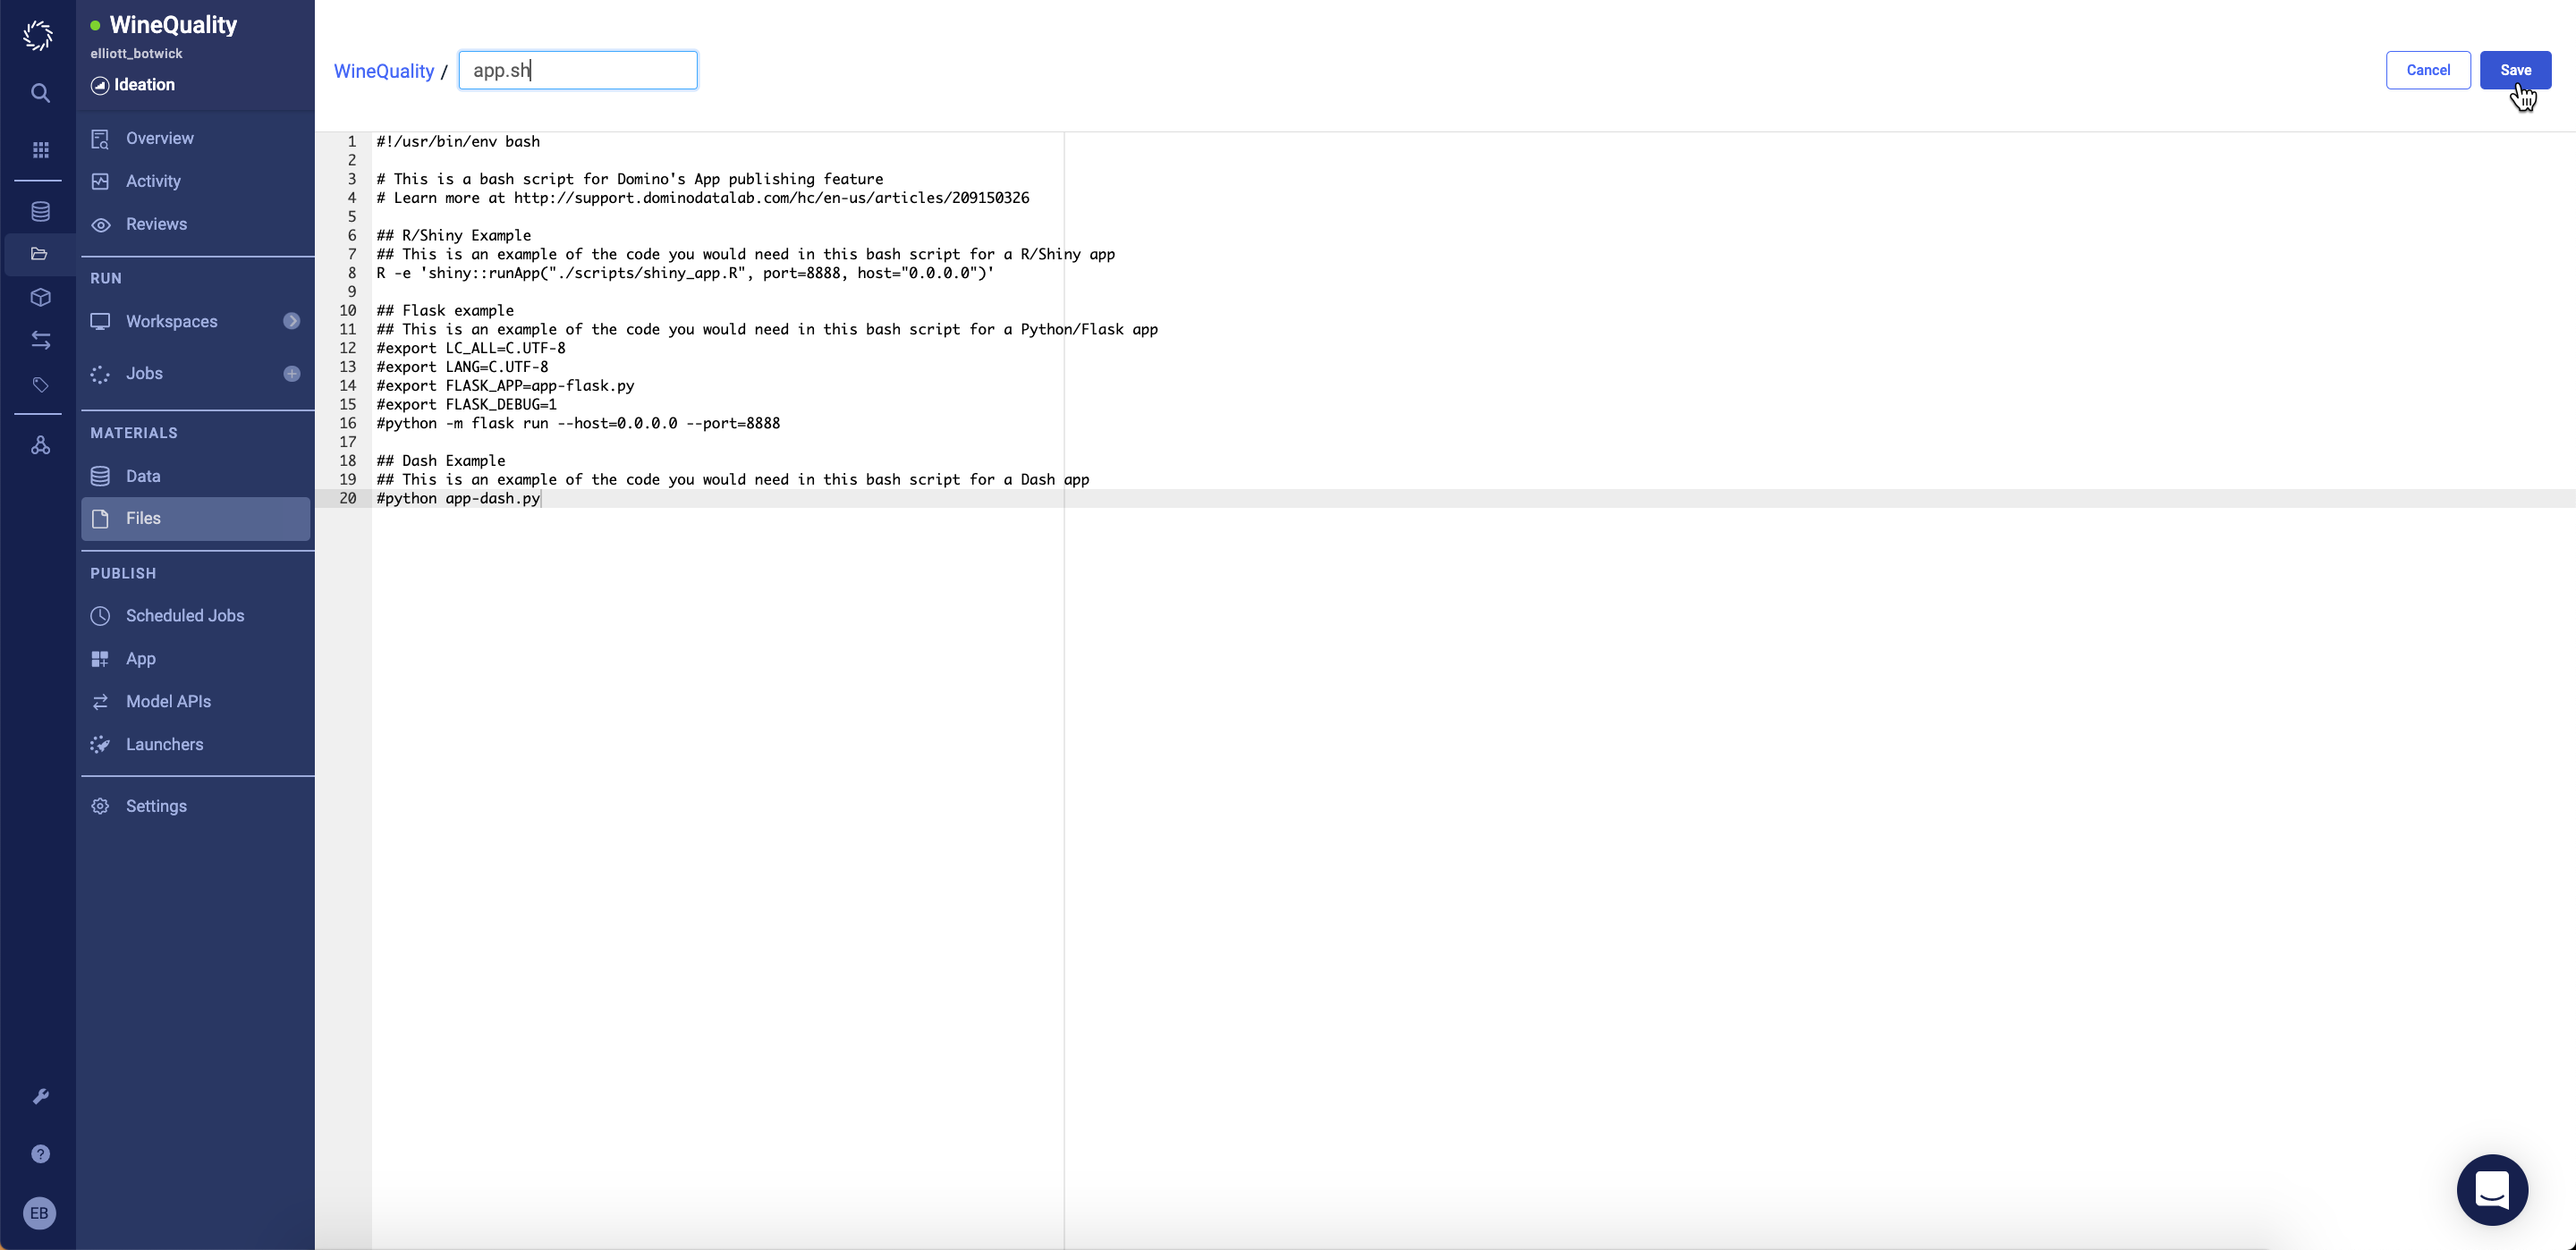 WineQuality
elliott_botwick
Ideation
Overview
Activity
Reviews
RUN
Workspaces
Jobs
MATERIALS
Data
Files
PUBLISH
Scheduled Jobs
App
Model APIs
Launchers
Settings
EB
WineQuality / app.sh
Cancel
Save
1 #!/usr/bin/env bash
2
3 # This is a bash script for Domino's App publishing feature
4 # Learn more at http://support.dominodatalab.com/hc/en-us/articles/209150326
5
6 ## R/Shiny Example
7 ## This is an example of the code you would need in this bash script for a R/Shiny app
8 R -e 'shiny::runApp("./scripts/shiny_app.R", port=8888, host="0.0.0.0")'
9
10 ## Flask example
11 ## This is an example of the code you would need in this bash script for a Python/Flask app
12 #export LC_ALL=C.UTF-8
13 #export LANG=C.UTF-8
14 #export FLASK_APP=app-flask.py
15 #export FLASK_DEBUG=1
16 #python -m flask run --host=0.0.0.0 --port=8888
17
18 ## Dash Example
19 ## This is an example of the code you would need in this bash script for a Dash app
20 #python app-dash.py